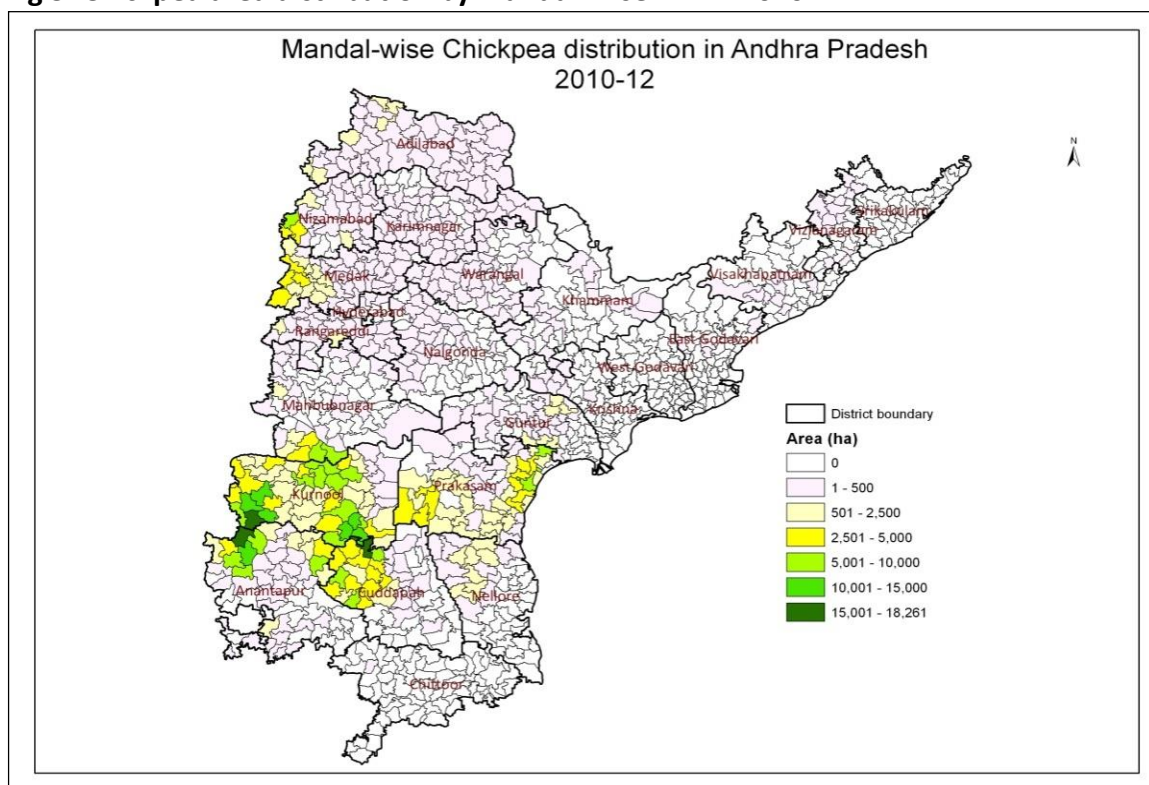 Mandal-wise Chickpea distribution in Andhra Pradesh
2010-12
N
Adilabad
Nizamabad
Karimnagar
Srikakulam
Vizianagaram
Medak
Warangal
Visakhapatnam
Khammam
Hyderabad
Rangareddi
Nalgonda
East Godavari
West Godavari
Mahbubnagar
Krishna
Guntur
District boundary
Area (ha)
0
1 - 500
501 - 2,500
2,501 - 5,000
5,001 - 10,000
10,001 - 15,000
15,001 - 18,261
Kurnool
Prakasam
Anantapur
Cuddapah
Nellore
Chittoor